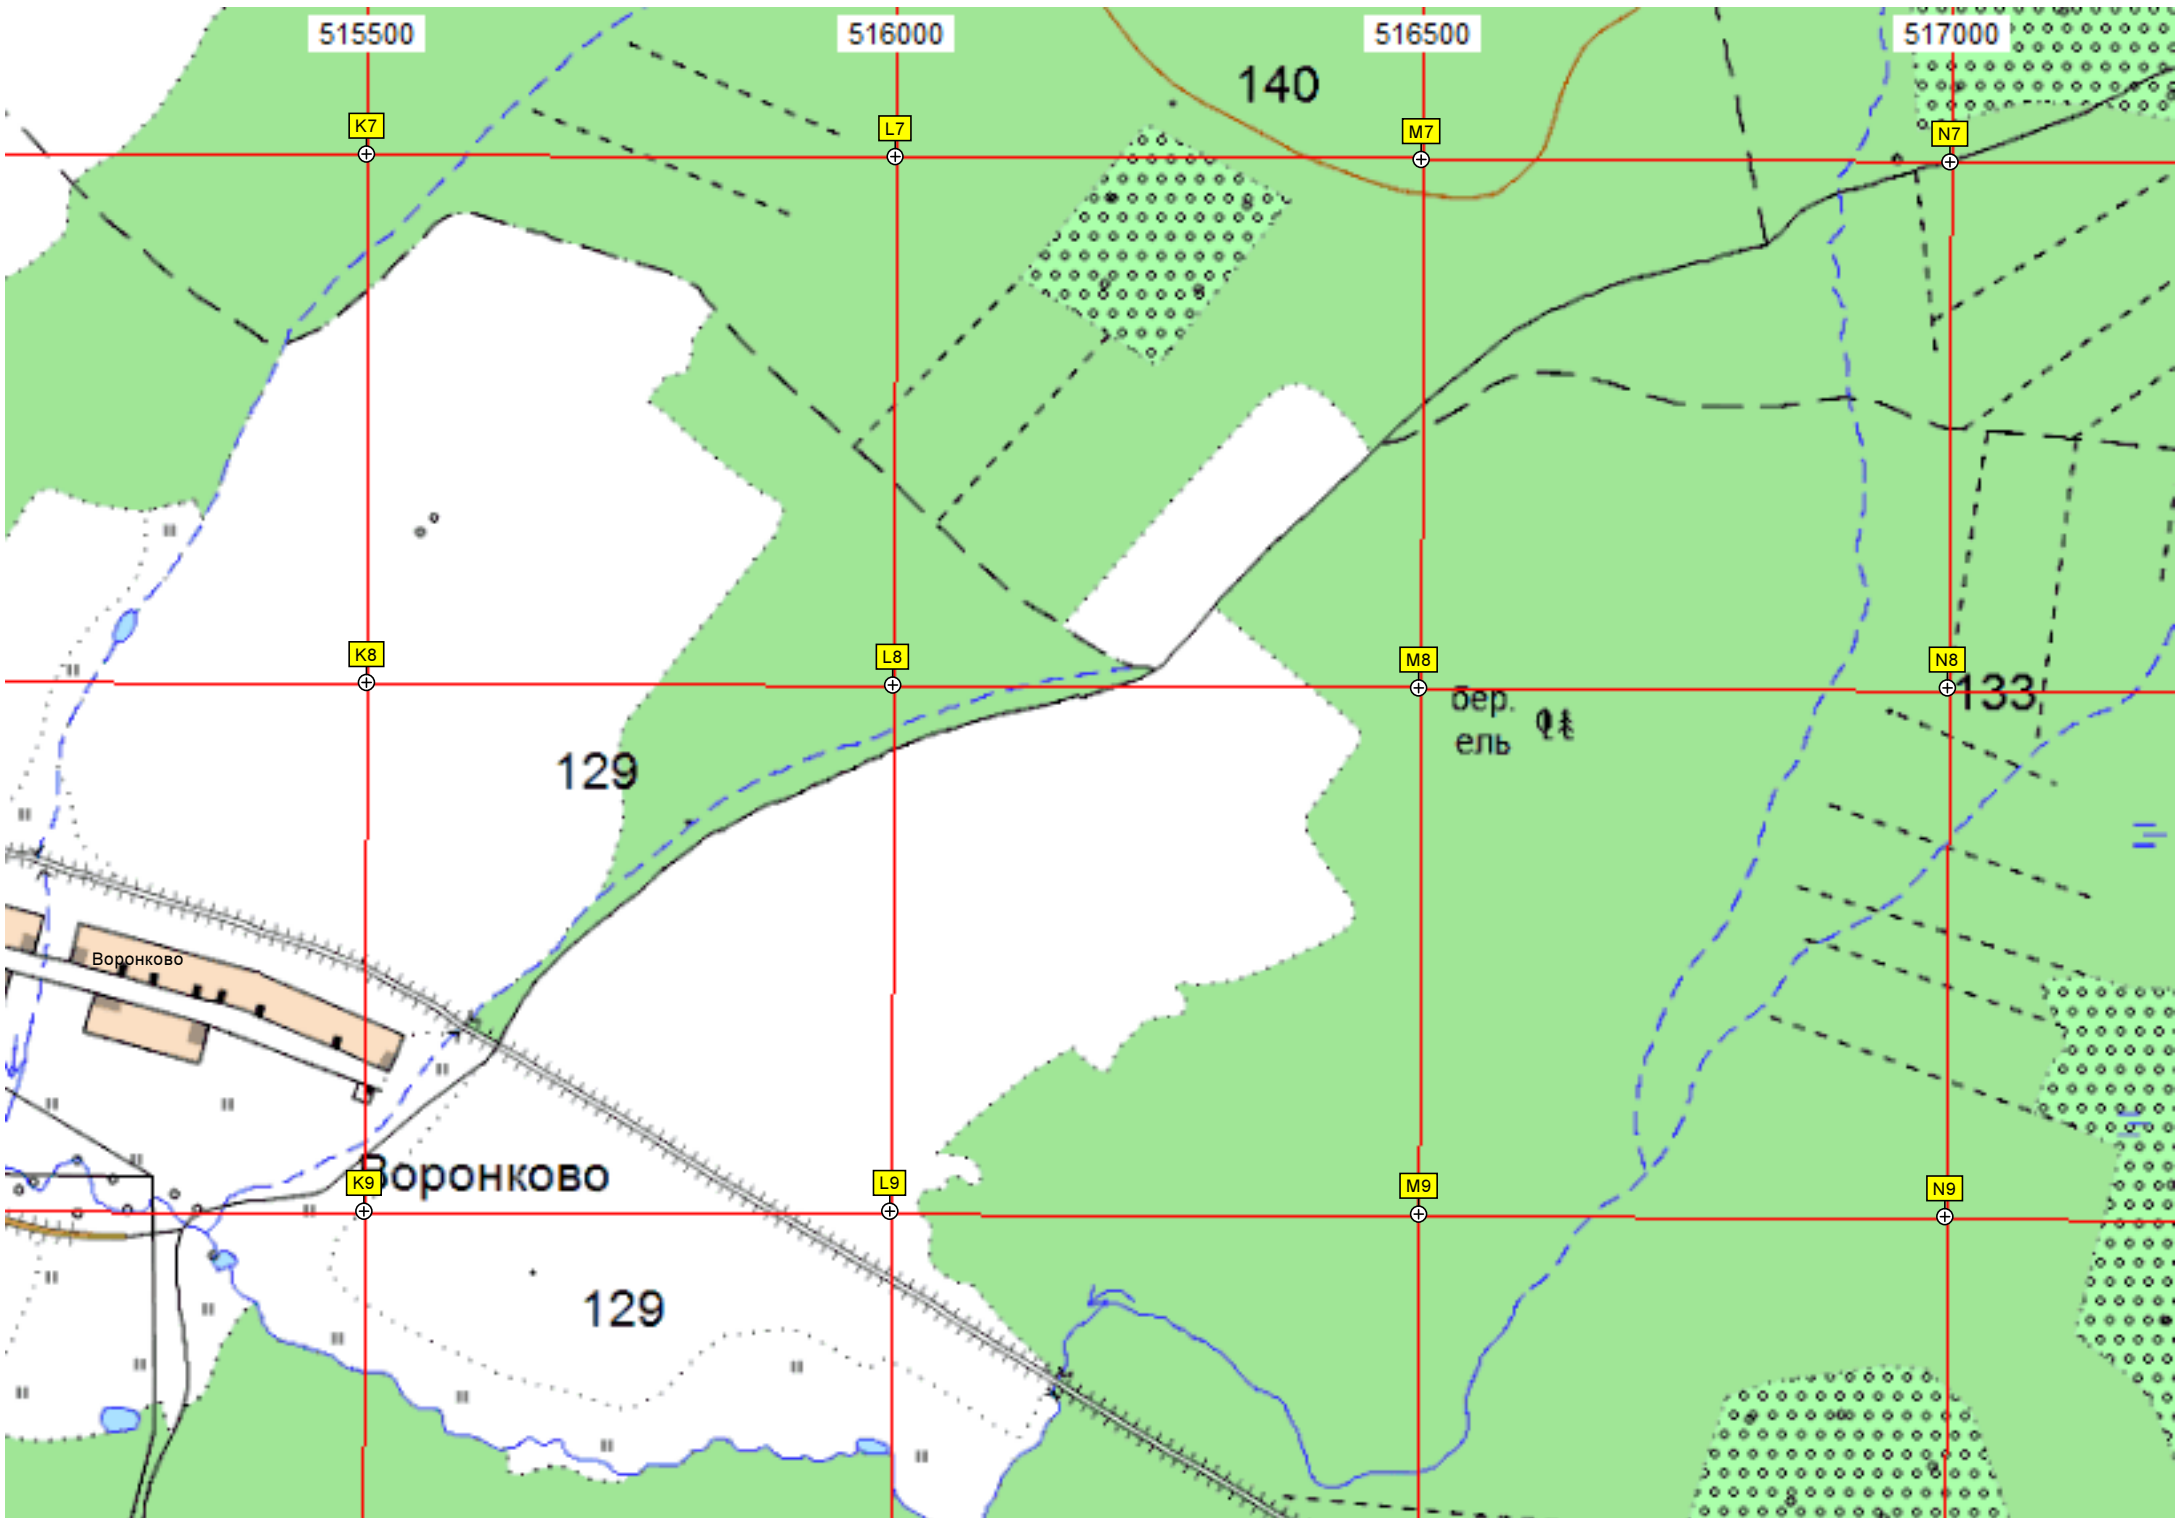 515500
516000
516500
517000
140
K7
L7
M7
N7
K8
L8
M8
N8
бер.
133
ель
129
Воронково
Воронково
K9
L9
M9
N9
129